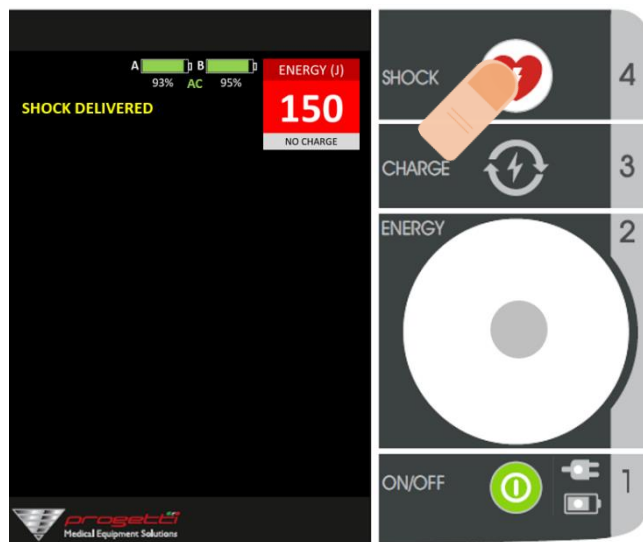 A B
93% AC 95%
ENERGY (J)
150
NO CHARGE
SHOCK DELIVERED
progetti
Medical Equipment Solutions
SHOCK 4
CHARGE 3
ENERGY 2
ON/OFF 1